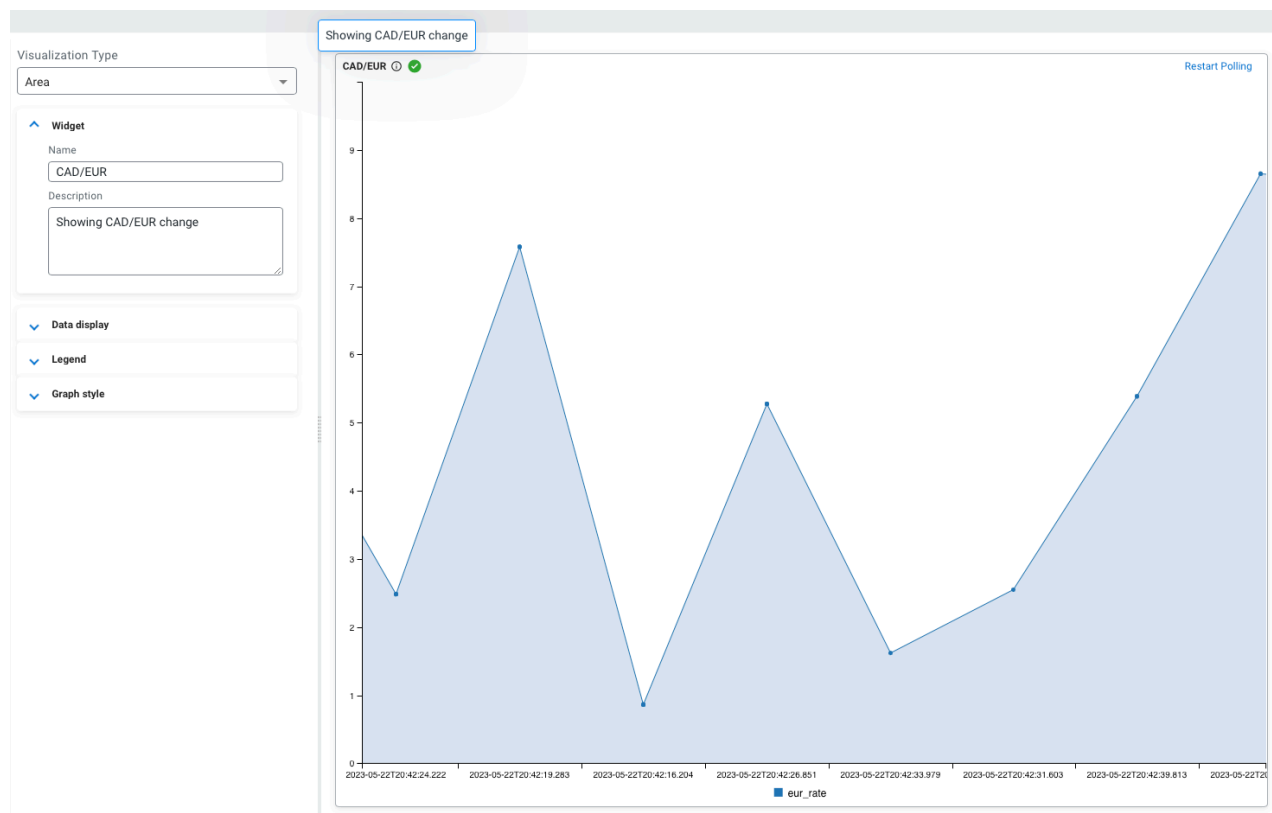 Showing CAD/EUR change
Visualization Type
Area
Widget
Name
CAD/EUR
Description
Showing CAD/EUR change
Data display
Legend
Graph style
CAD/EUR
Restart Polling
9
8
7
6
5
4
3
2
1
0
2023-05-22T20:42:24.222 2023-05-22T20:42:19.283 2023-05-22T20:42:16.204 2023-05-22T20:42:26.851 2023-05-22T20:42:33.979 2023-05-22T20:42:31.603 2023-05-22T20:42:39.813 2023-05-22T20
eur_rate